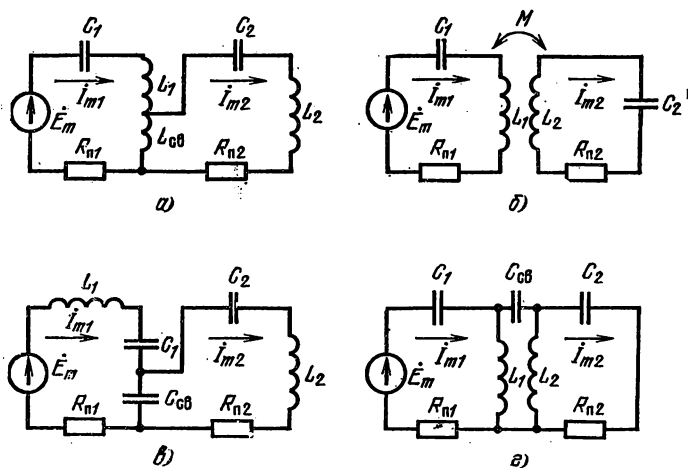 C₁ C₂
L₁
İm1 İm2
Ėm Lсв L₂
Rп1 Rп2
а)
M
C₁
İm1 İm2
Ėm L₁ L₂ C₂
Rп1 Rп2
б)
L₁ C₂
İm1 C₁ İm2
Ėm L₂
Cсв
Rп1 Rп2
в)
C₁ Cсв C₂
İm1 İm2
Ėm L₁ L₂
Rп1 Rп2
г)